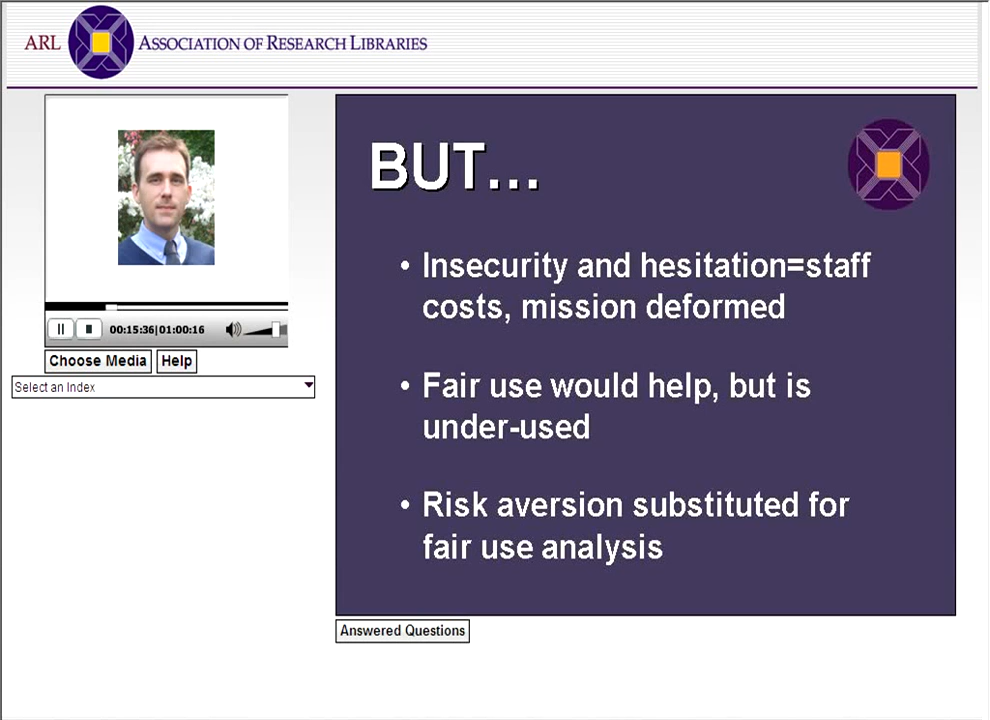 ARL ASSOCIATION OF RESEARCH LIBRARIES
00:15:36|01:00:16
Choose Media Help
Select an Index
BUT...
• Insecurity and hesitation=staff
costs, mission deformed
• Fair use would help, but is
under-used
• Risk aversion substituted for
fair use analysis
Answered Questions